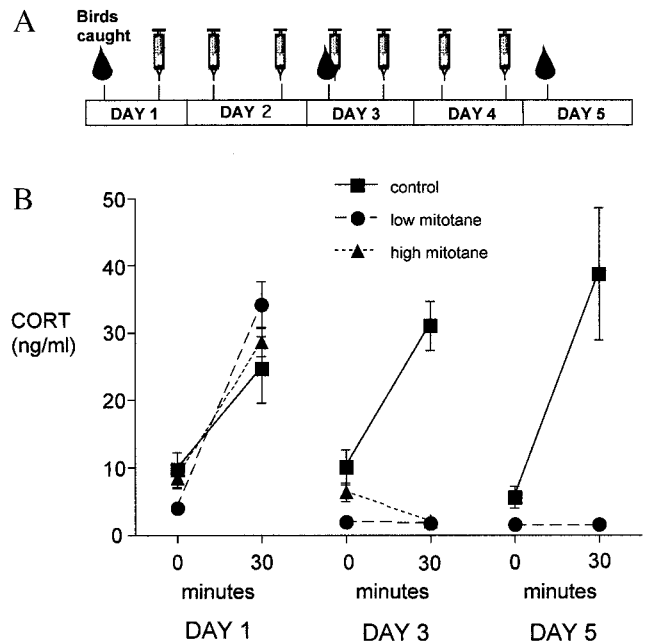 A
Birds
caught
DAY 1 DAY 2 DAY 3 DAY 4 DAY 5
B
control
low mitotane
high mitotane
50
40
30
20
10
0
CORT
(ng/ml)
0 30 0 30 0 30
minutes minutes minutes
DAY 1 DAY 3 DAY 5